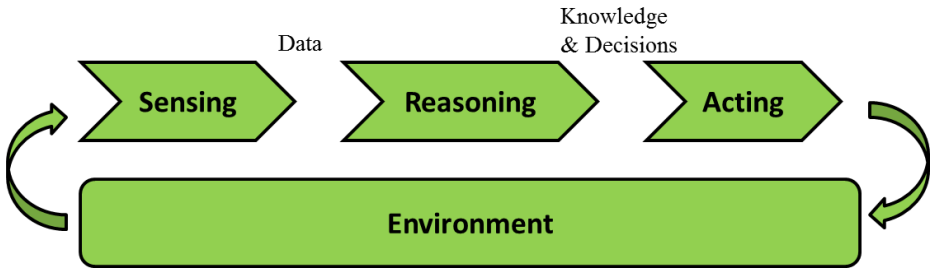 Data
Knowledge
& Decisions
Sensing
Reasoning
Acting
Environment